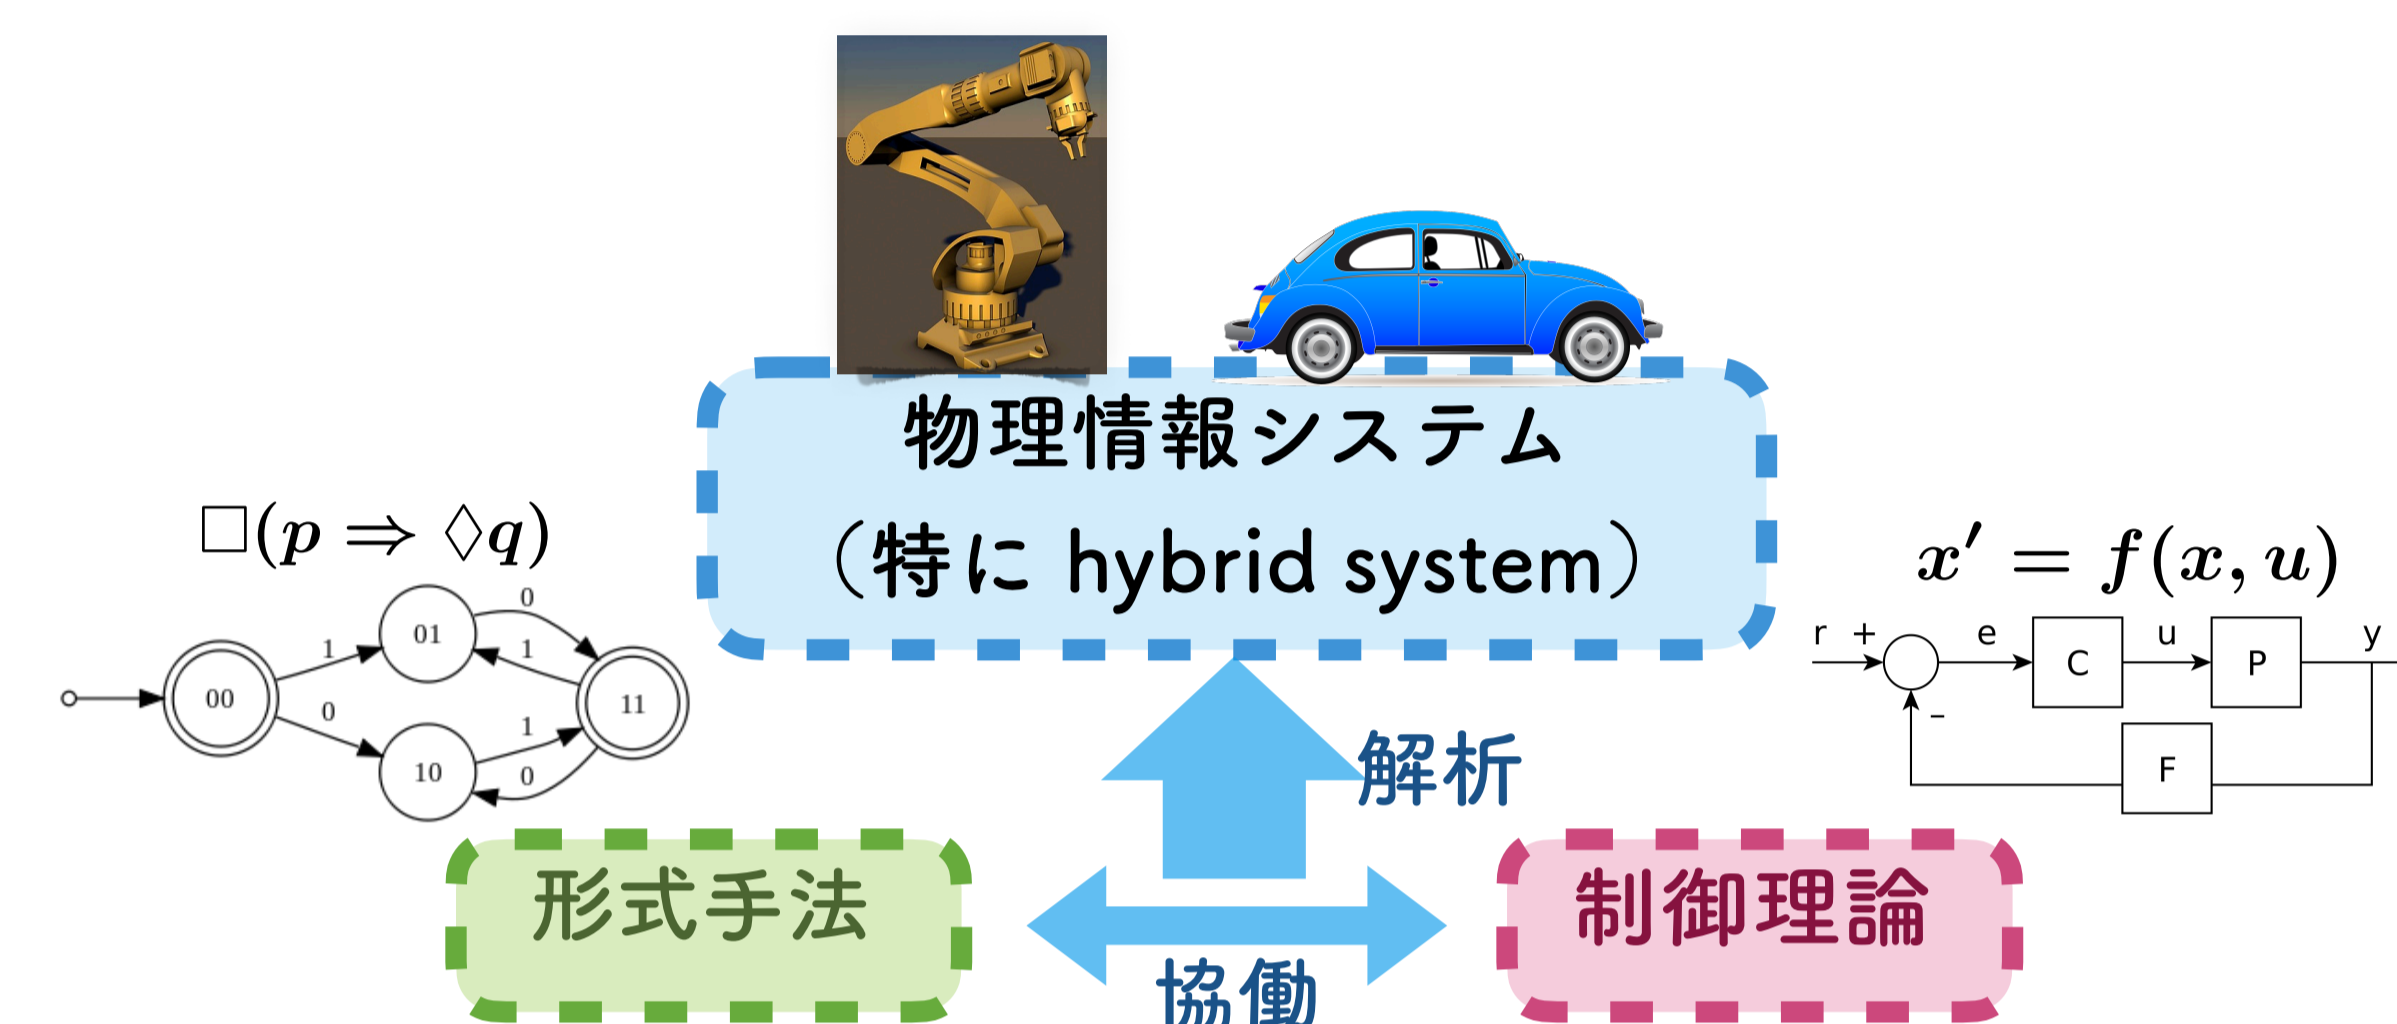 物理情報システム
（特に hybrid system）
□(p ⇒ ◇q)
00
01
10
11
1
0
0
1
1
0
x′ = f(x, u)
r + e C u P y
−
F
解析
形式手法
制御理論
協働